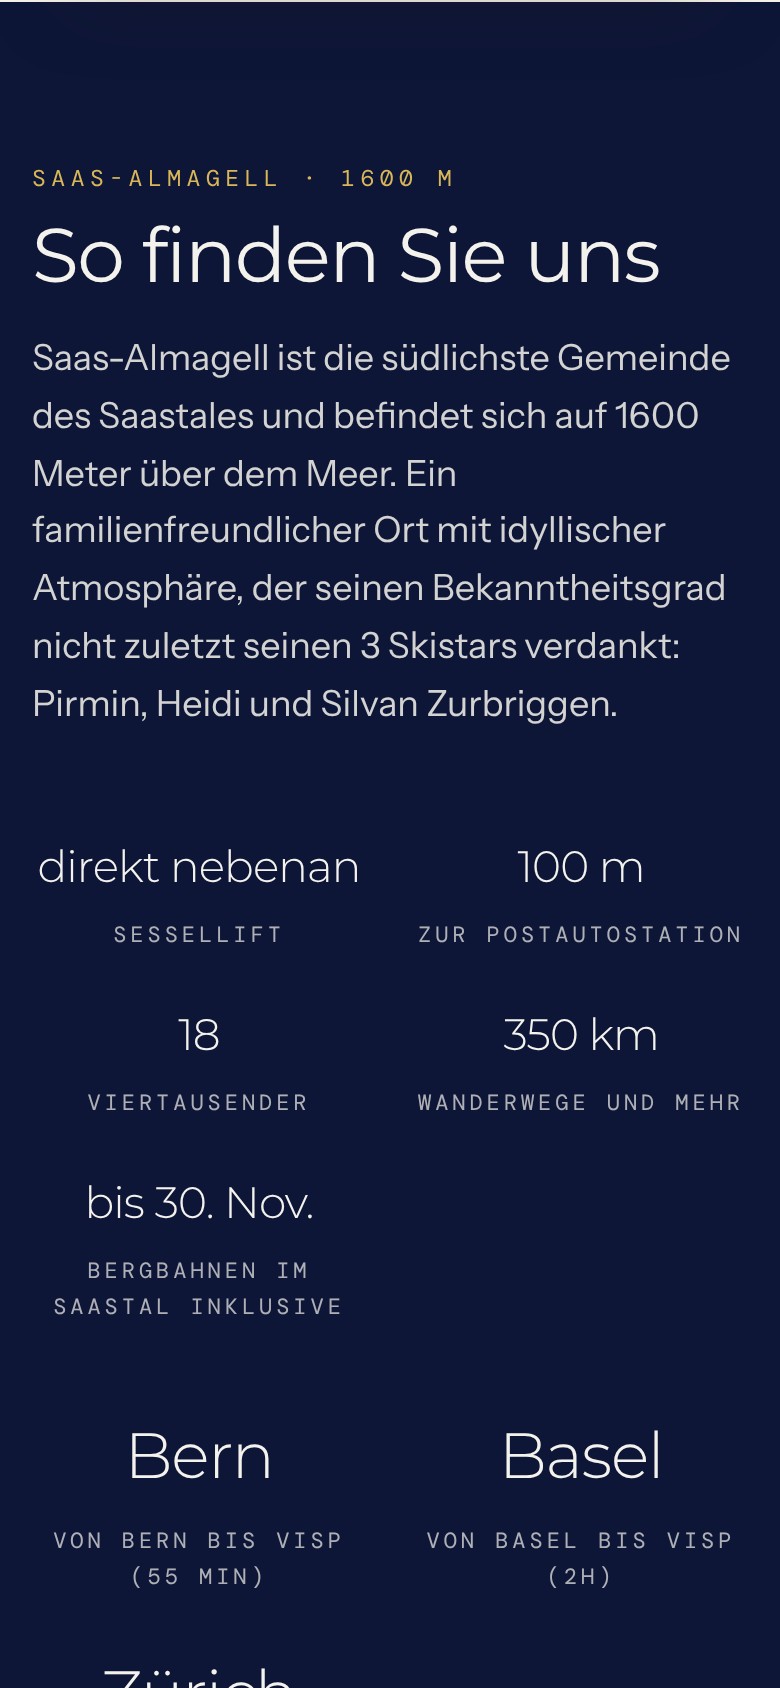 SAAS-ALMAGELL · 1600 M
So finden Sie uns
Saas-Almagell ist die südlichste Gemeinde
des Saastales und befindet sich auf 1600
Meter über dem Meer. Ein
familienfreundlicher Ort mit idyllischer
Atmosphäre, der seinen Bekanntheitsgrad
nicht zuletzt seinen 3 Skistars verdankt:
Pirmin, Heidi und Silvan Zurbriggen.
direkt nebenan
SESSELLIFT
100 m
ZUR POSTAUTOSTATION
18
VIERTAUSENDER
350 km
WANDERWEGE UND MEHR
bis 30. Nov.
BERGBAHNEN IM
SAASTAL INKLUSIVE
Bern
VON BERN BIS VISP
(55 MIN)
Basel
VON BASEL BIS VISP
(2H)
Zürich